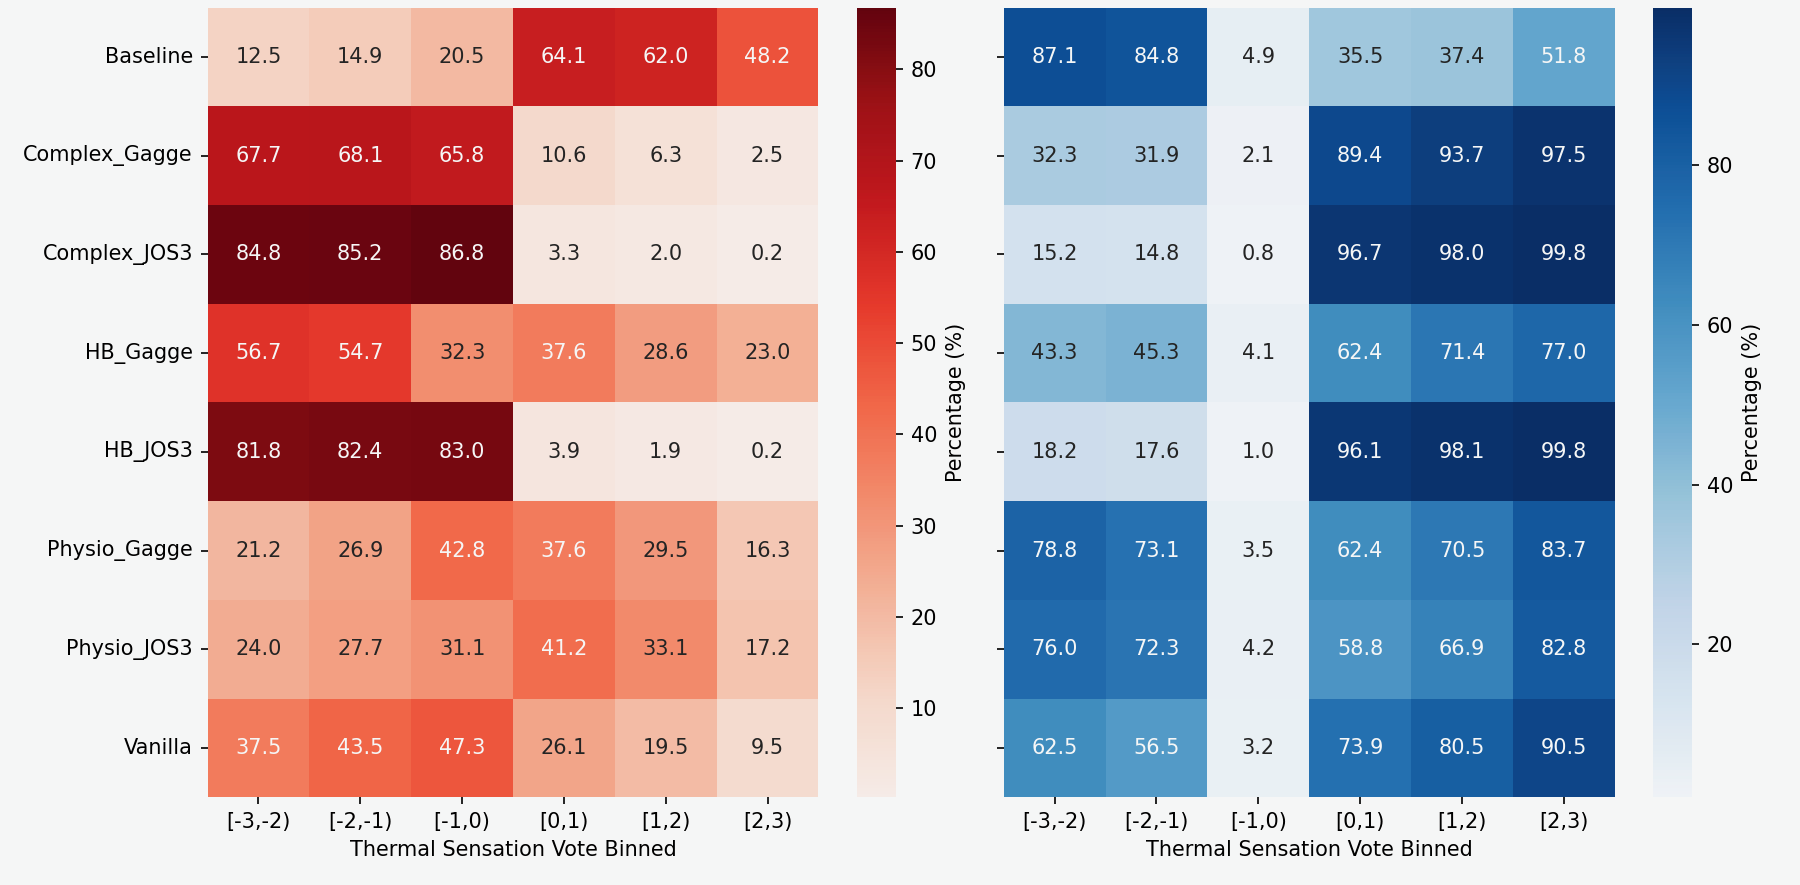 Baseline 12.5 14.9 20.5 64.1 62.0 48.2 87.1 84.8 4.9 35.5 37.4 51.8
Complex_Gagge 67.7 68.1 65.8 10.6 6.3 2.5 32.3 31.9 2.1 89.4 93.7 97.5
Complex_JOS3 84.8 85.2 86.8 3.3 2.0 0.2 15.2 14.8 0.8 96.7 98.0 99.8
HB_Gagge 56.7 54.7 32.3 37.6 28.6 23.0 43.3 45.3 4.1 62.4 71.4 77.0
HB_JOS3 81.8 82.4 83.0 3.9 1.9 0.2 18.2 17.6 1.0 96.1 98.1 99.8
Physio_Gagge 21.2 26.9 42.8 37.6 29.5 16.3 78.8 73.1 3.5 62.4 70.5 83.7
Physio_JOS3 24.0 27.7 31.1 41.2 33.1 17.2 76.0 72.3 4.2 58.8 66.9 82.8
Vanilla 37.5 43.5 47.3 26.1 19.5 9.5 62.5 56.5 3.2 73.9 80.5 90.5
[-3,-2) [-2,-1) [-1,0) [0,1) [1,2) [2,3) [-3,-2) [-2,-1) [-1,0) [0,1) [1,2) [2,3)
Thermal Sensation Vote Binned Thermal Sensation Vote Binned
80
70
60
50
40
30
20
10
Percentage (%)
80
60
40
20
Percentage (%)